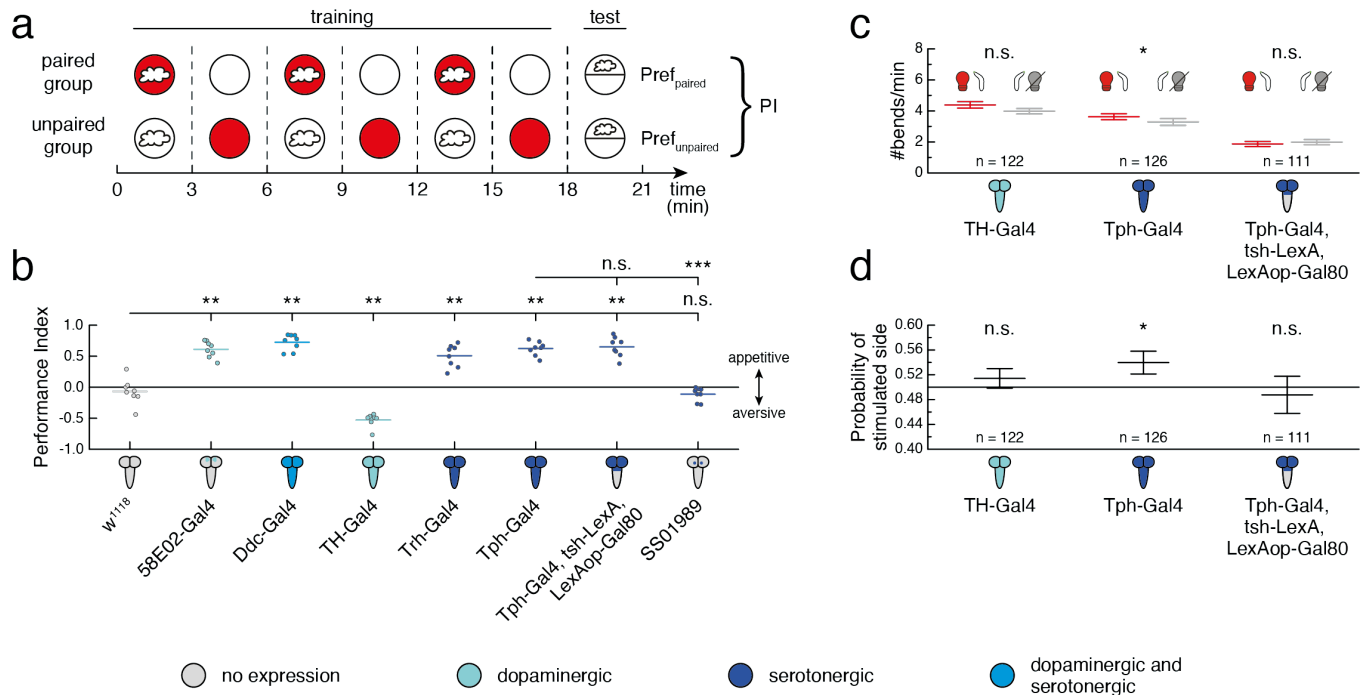 a
training
test
paired
group
Pref paired
unpaired
group
Pref unpaired
PI
0 3 6 9 12 15 18 21 time
(min)
b
n.s. ***
** ** ** ** ** ** n.s.
Performance Index
1.0
0.5
0.0
-0.5
-1.0
appetitive
aversive
w1118
58E02-Gal4
Ddc-Gal4
TH-Gal4
Trh-Gal4
Tph-Gal4
Tph-Gal4, tsh-LexA,
LexAop-Gal80
SS01989
c
#bends/min
8
6
4
2
0
n.s. * n.s.
n = 122 n = 126 n = 111
TH-Gal4 Tph-Gal4 Tph-Gal4,
tsh-LexA,
LexAop-Gal80
d
Probability of
stimulated side
0.60
0.56
0.52
0.48
0.44
0.40
n.s. * n.s.
n = 122 n = 126 n = 111
TH-Gal4 Tph-Gal4 Tph-Gal4,
tsh-LexA,
LexAop-Gal80
no expression
dopaminergic
serotonergic
dopaminergic and
serotonergic